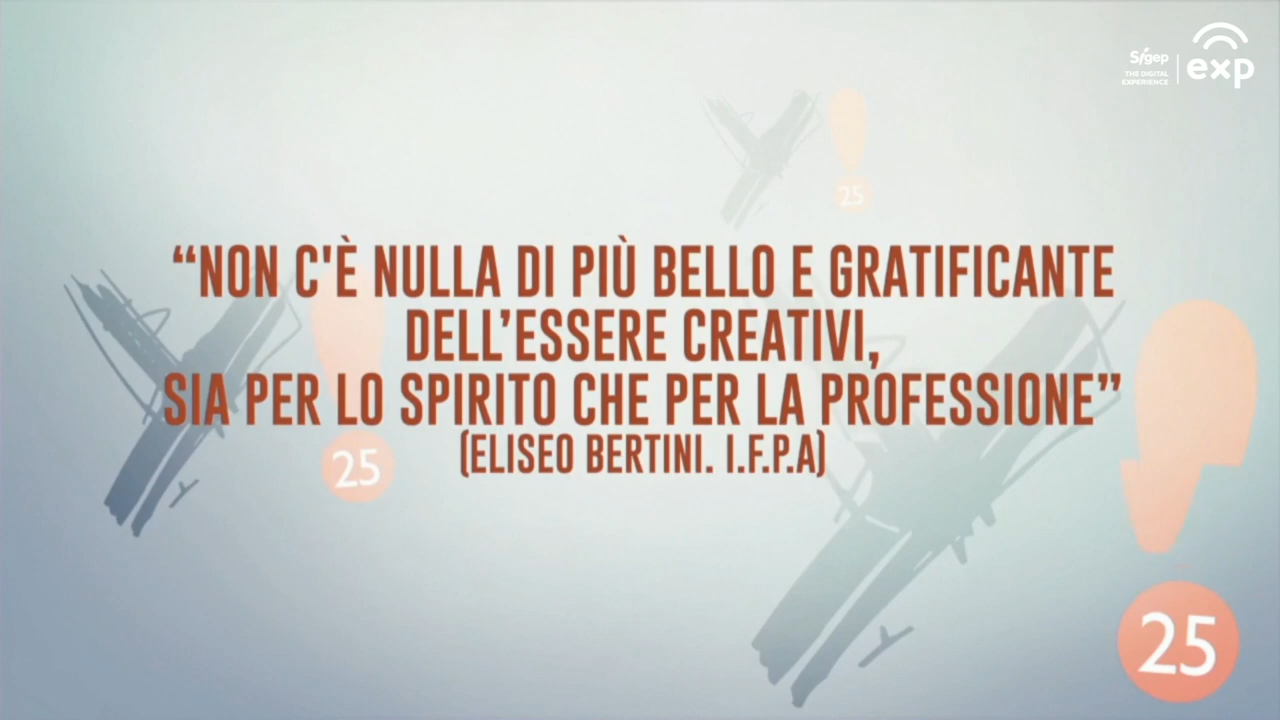 Sigep
THE DIGITAL
EXPERIENCE
exp
25
“NON C'È NULLA DI PIÙ BELLO E GRATIFICANTE
DELL’ESSERE CREATIVI,
SIA PER LO SPIRITO CHE PER LA PROFESSIONE”
(ELISEO BERTINI. I.F.P.A)
25
25